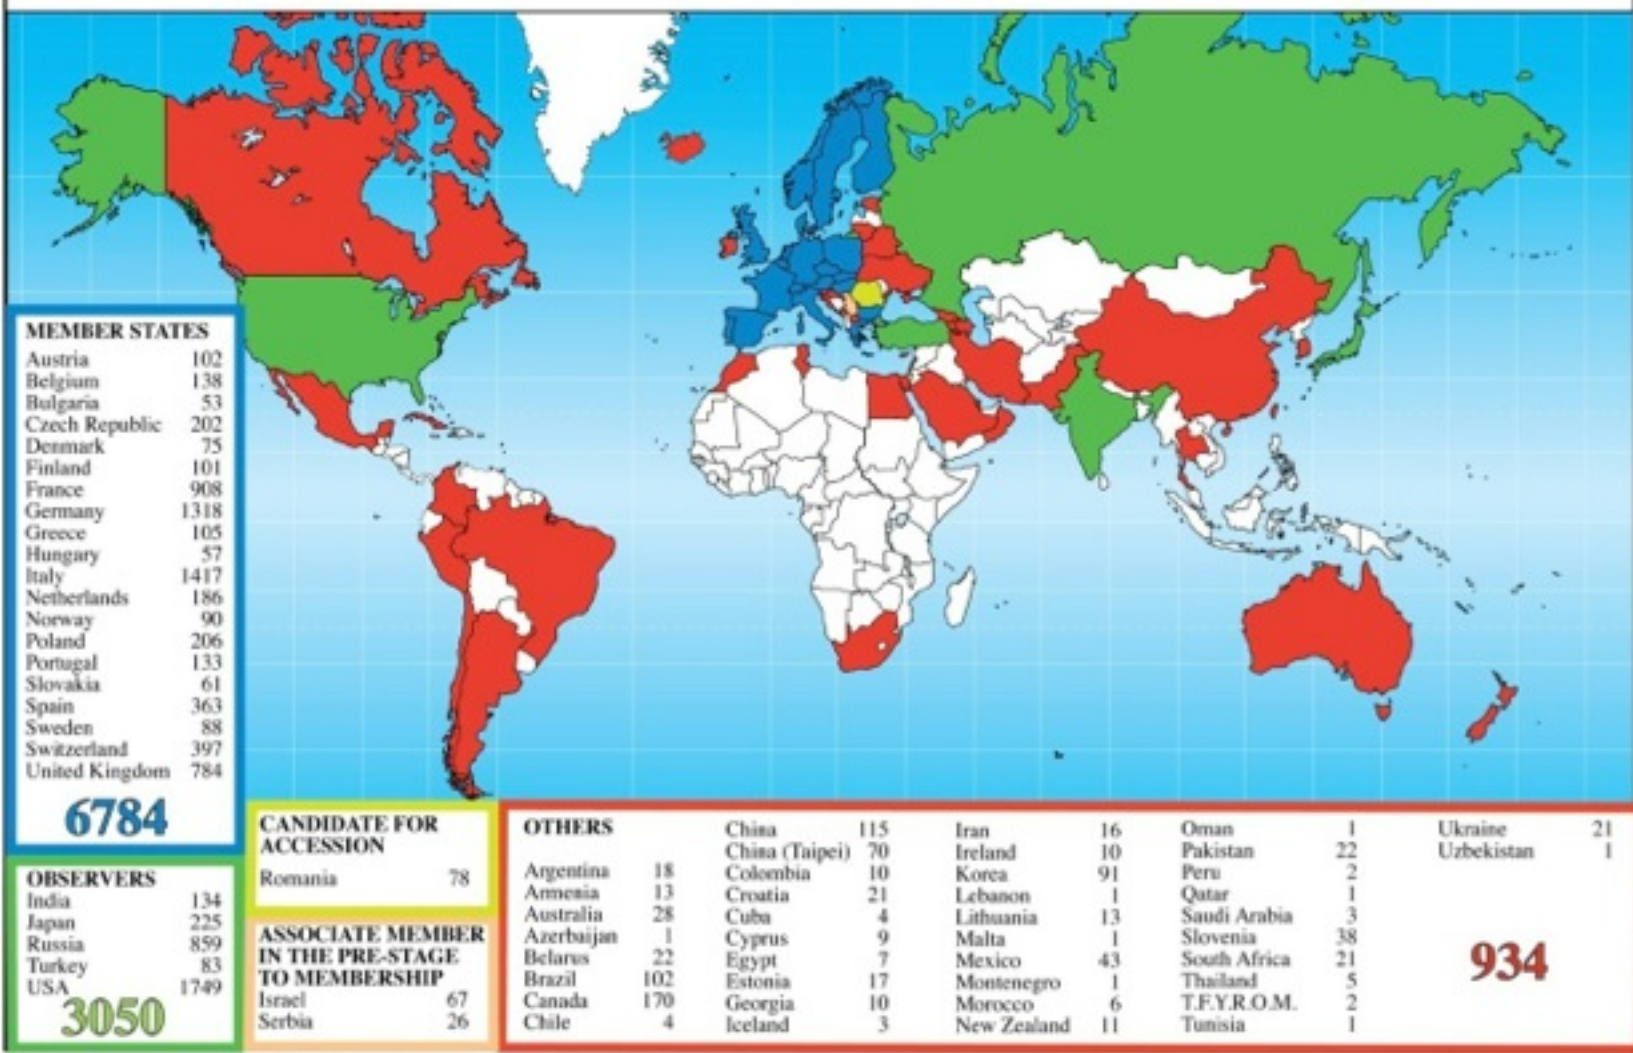 MEMBER STATES
Austria 102
Belgium 138
Bulgaria 53
Czech Republic 202
Denmark 75
Finland 101
France 908
Germany 1318
Greece 105
Hungary 57
Italy 1417
Netherlands 186
Norway 90
Poland 206
Portugal 133
Slovakia 61
Spain 363
Sweden 88
Switzerland 397
United Kingdom 784
6784
OBSERVERS
India 134
Japan 225
Russia 859
Turkey 83
USA 1749
3050
CANDIDATE FOR
ACCESSION
Romania 78
ASSOCIATE MEMBER
IN THE PRE-STAGE
TO MEMBERSHIP
Israel 67
Serbia 26
OTHERS
Argentina 18
Armenia 13
Australia 28
Azerbaijan 1
Belarus 22
Brazil 102
Canada 170
Chile 4
China 115
China (Taipei) 70
Colombia 10
Croatia 21
Cuba 4
Cyprus 9
Egypt 7
Estonia 17
Georgia 10
Iceland 3
Iran 16
Ireland 10
Korea 91
Lebanon 1
Lithuania 13
Malta 1
Mexico 43
Montenegro 1
Morocco 6
New Zealand 11
Oman 1
Pakistan 22
Peru 2
Qatar 1
Saudi Arabia 3
Slovenia 38
South Africa 21
Thailand 5
T.F.Y.R.O.M. 2
Tunisia 1
Ukraine 21
Uzbekistan 1
934